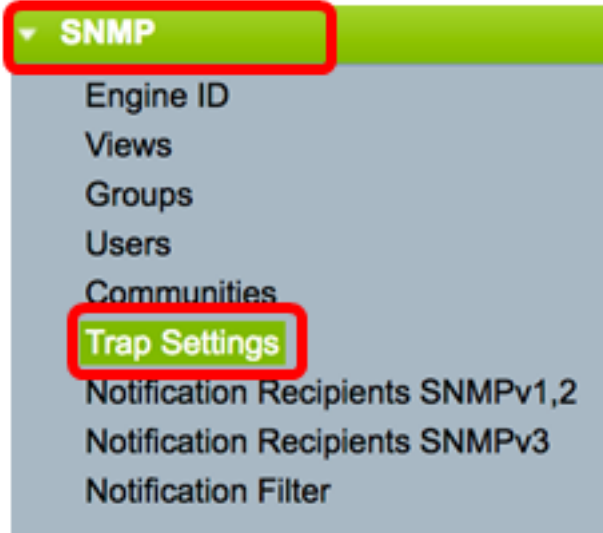 SNMP
Engine ID
Views
Groups
Users
Communities
Trap Settings
Notification Recipients SNMPv1,2
Notification Recipients SNMPv3
Notification Filter